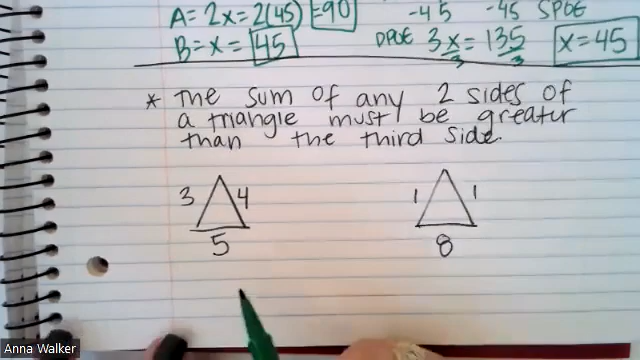 A = 2x = 2(45) = 90
-45 -45 SPOE
B = x = 45
DPOE 3x = 135 x = 45
3 3
* The sum of any 2 sides of
a triangle must be greater
than the third side.
3 4
5
1 1
8
Anna Walker